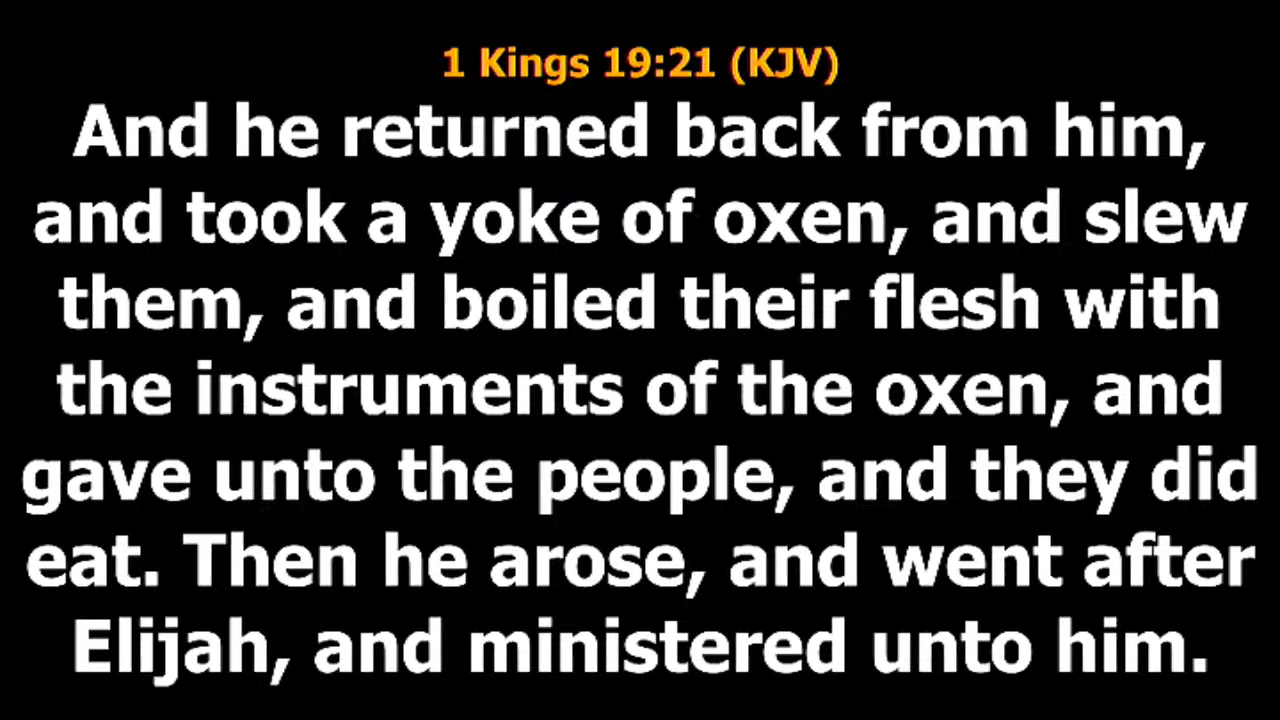 1 Kings 19:21 (KJV)
And he returned back from him,
and took a yoke of oxen, and slew
them, and boiled their flesh with
the instruments of the oxen, and
gave unto the people, and they did
eat. Then he arose, and went after
Elijah, and ministered unto him.